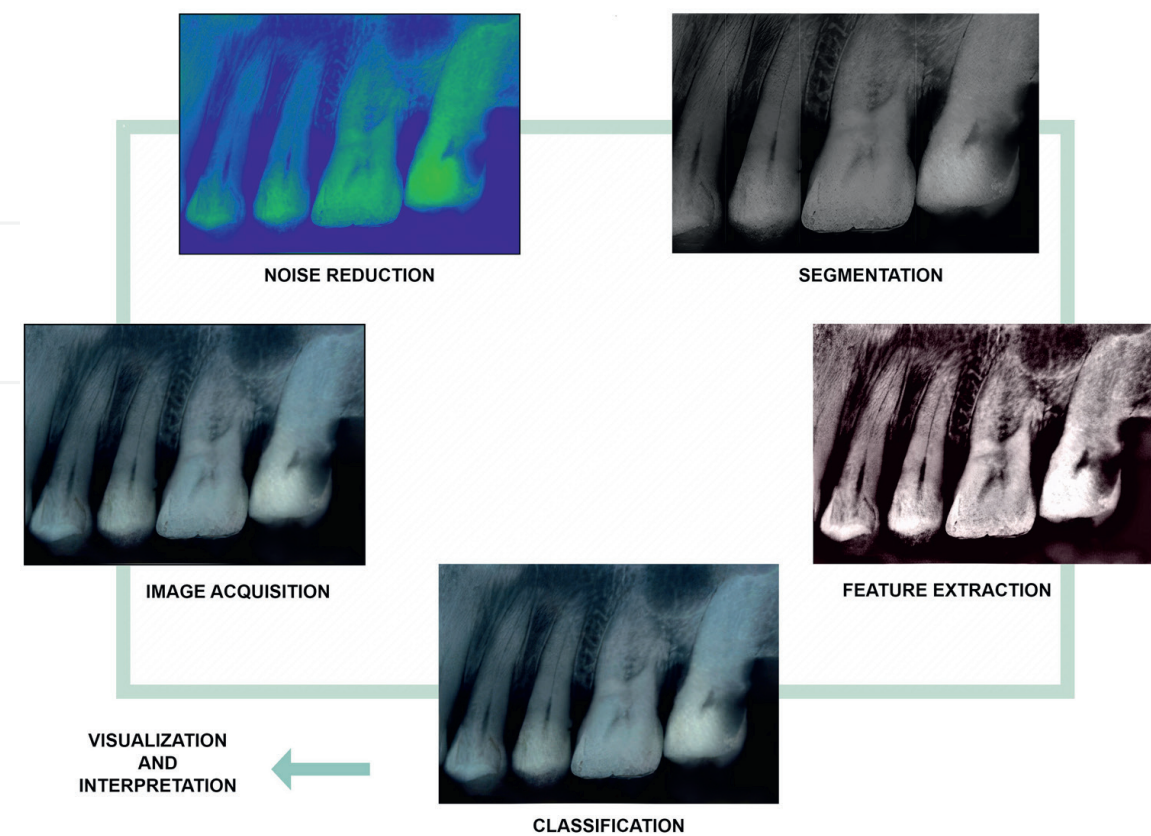 NOISE REDUCTION
SEGMENTATION
IMAGE ACQUISITION
FEATURE EXTRACTION
VISUALIZATION
AND
INTERPRETATION
CLASSIFICATION